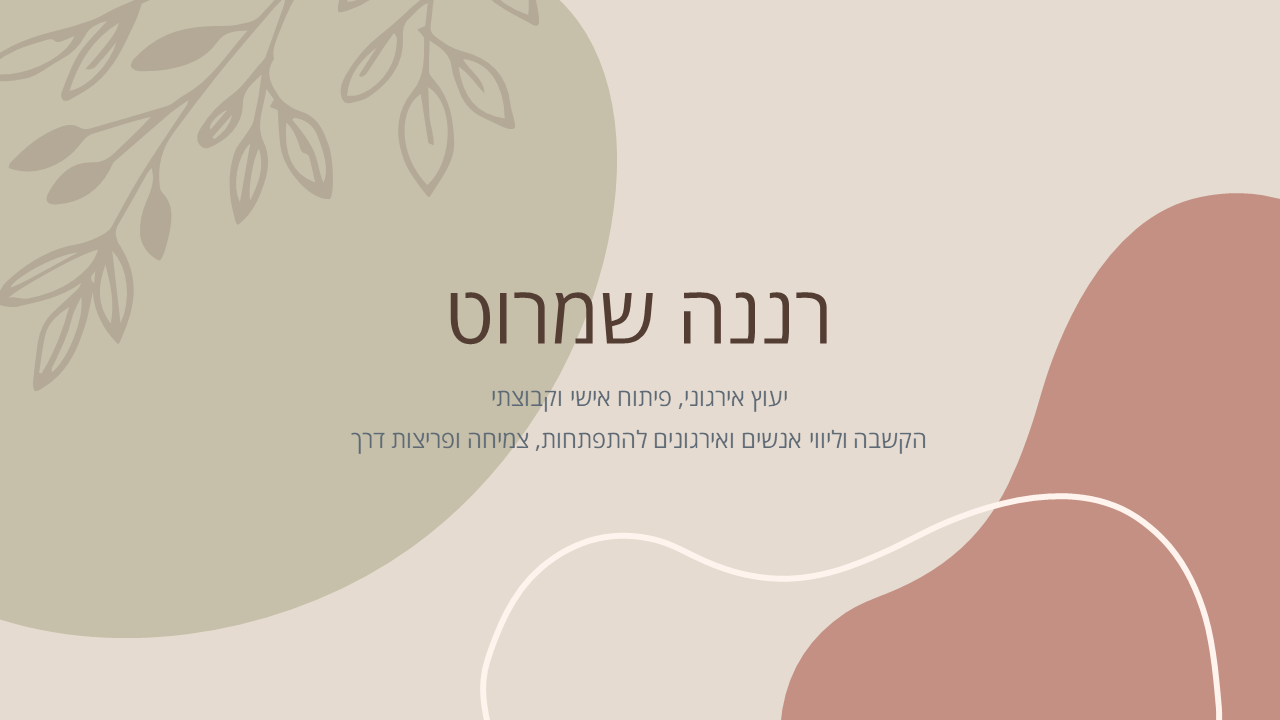 רננה שמרוט
יעוץ אירגוני, פיתוח אישי וקבוצתי
הקשבה וליווי אנשים ואירגונים להתפתחות, צמיחה ופריצות דרך